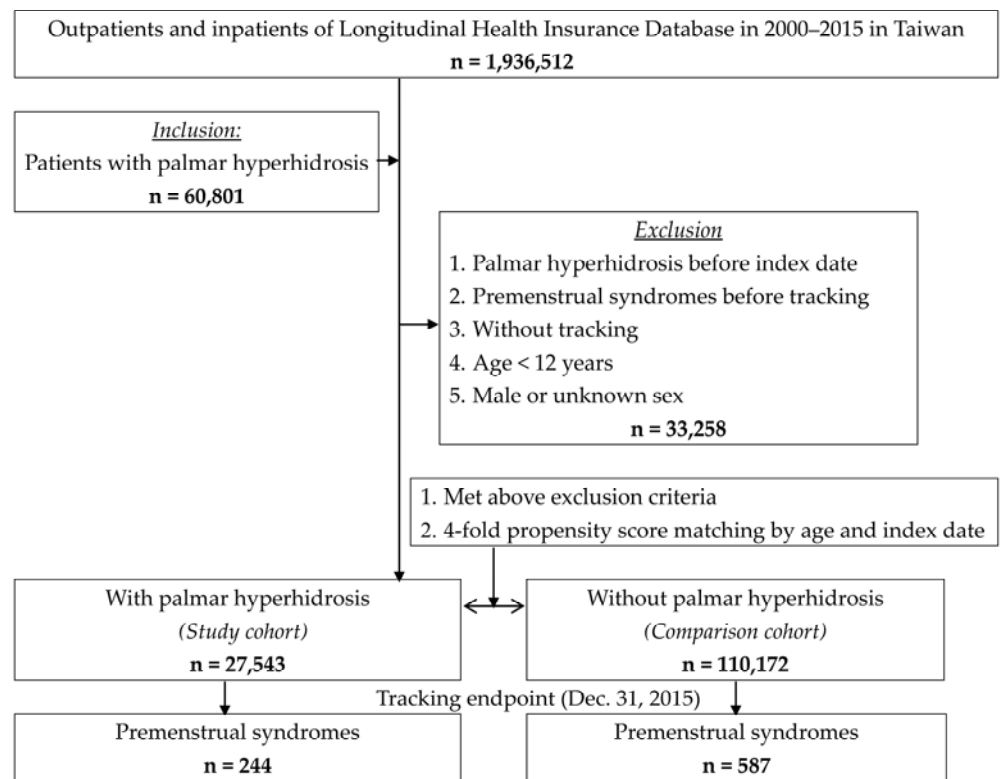 Outpatients and inpatients of Longitudinal Health Insurance Database in 2000–2015 in Taiwan
n = 1,936,512
Inclusion:
Patients with palmar hyperhidrosis
n = 60,801
Exclusion
1. Palmar hyperhidrosis before index date
2. Premenstrual syndromes before tracking
3. Without tracking
4. Age < 12 years
5. Male or unknown sex
n = 33,258
1. Met above exclusion criteria
2. 4-fold propensity score matching by age and index date
With palmar hyperhidrosis
(Study cohort)
n = 27,543
Without palmar hyperhidrosis
(Comparison cohort)
n = 110,172
Tracking endpoint (Dec. 31, 2015)
Premenstrual syndromes
n = 244
Premenstrual syndromes
n = 587